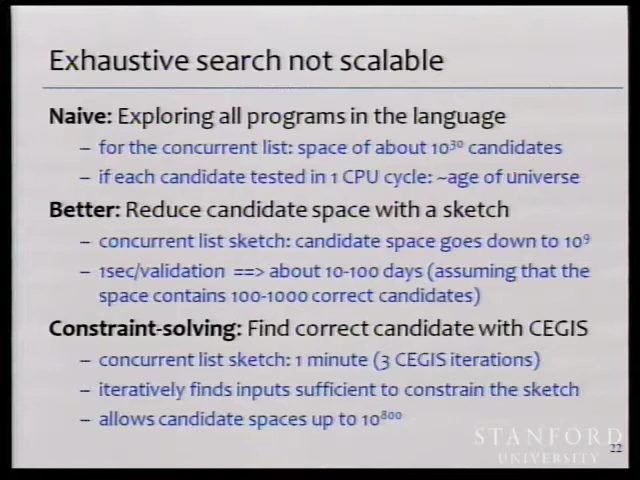 Exhaustive search not scalable
Naive: Exploring all programs in the language
– for the concurrent list: space of about 10³⁰ candidates
– if each candidate tested in 1 CPU cycle: ~age of universe
Better: Reduce candidate space with a sketch
– concurrent list sketch: candidate space goes down to 10⁹
– 1sec/validation ==> about 10-100 days (assuming that the
space contains 100-1000 correct candidates)
Constraint-solving: Find correct candidate with CEGIS
– concurrent list sketch: 1 minute (3 CEGIS iterations)
– iteratively finds inputs sufficient to constrain the sketch
– allows candidate spaces up to 10⁸⁰⁰
STANFORD
UNIVERSITY
22